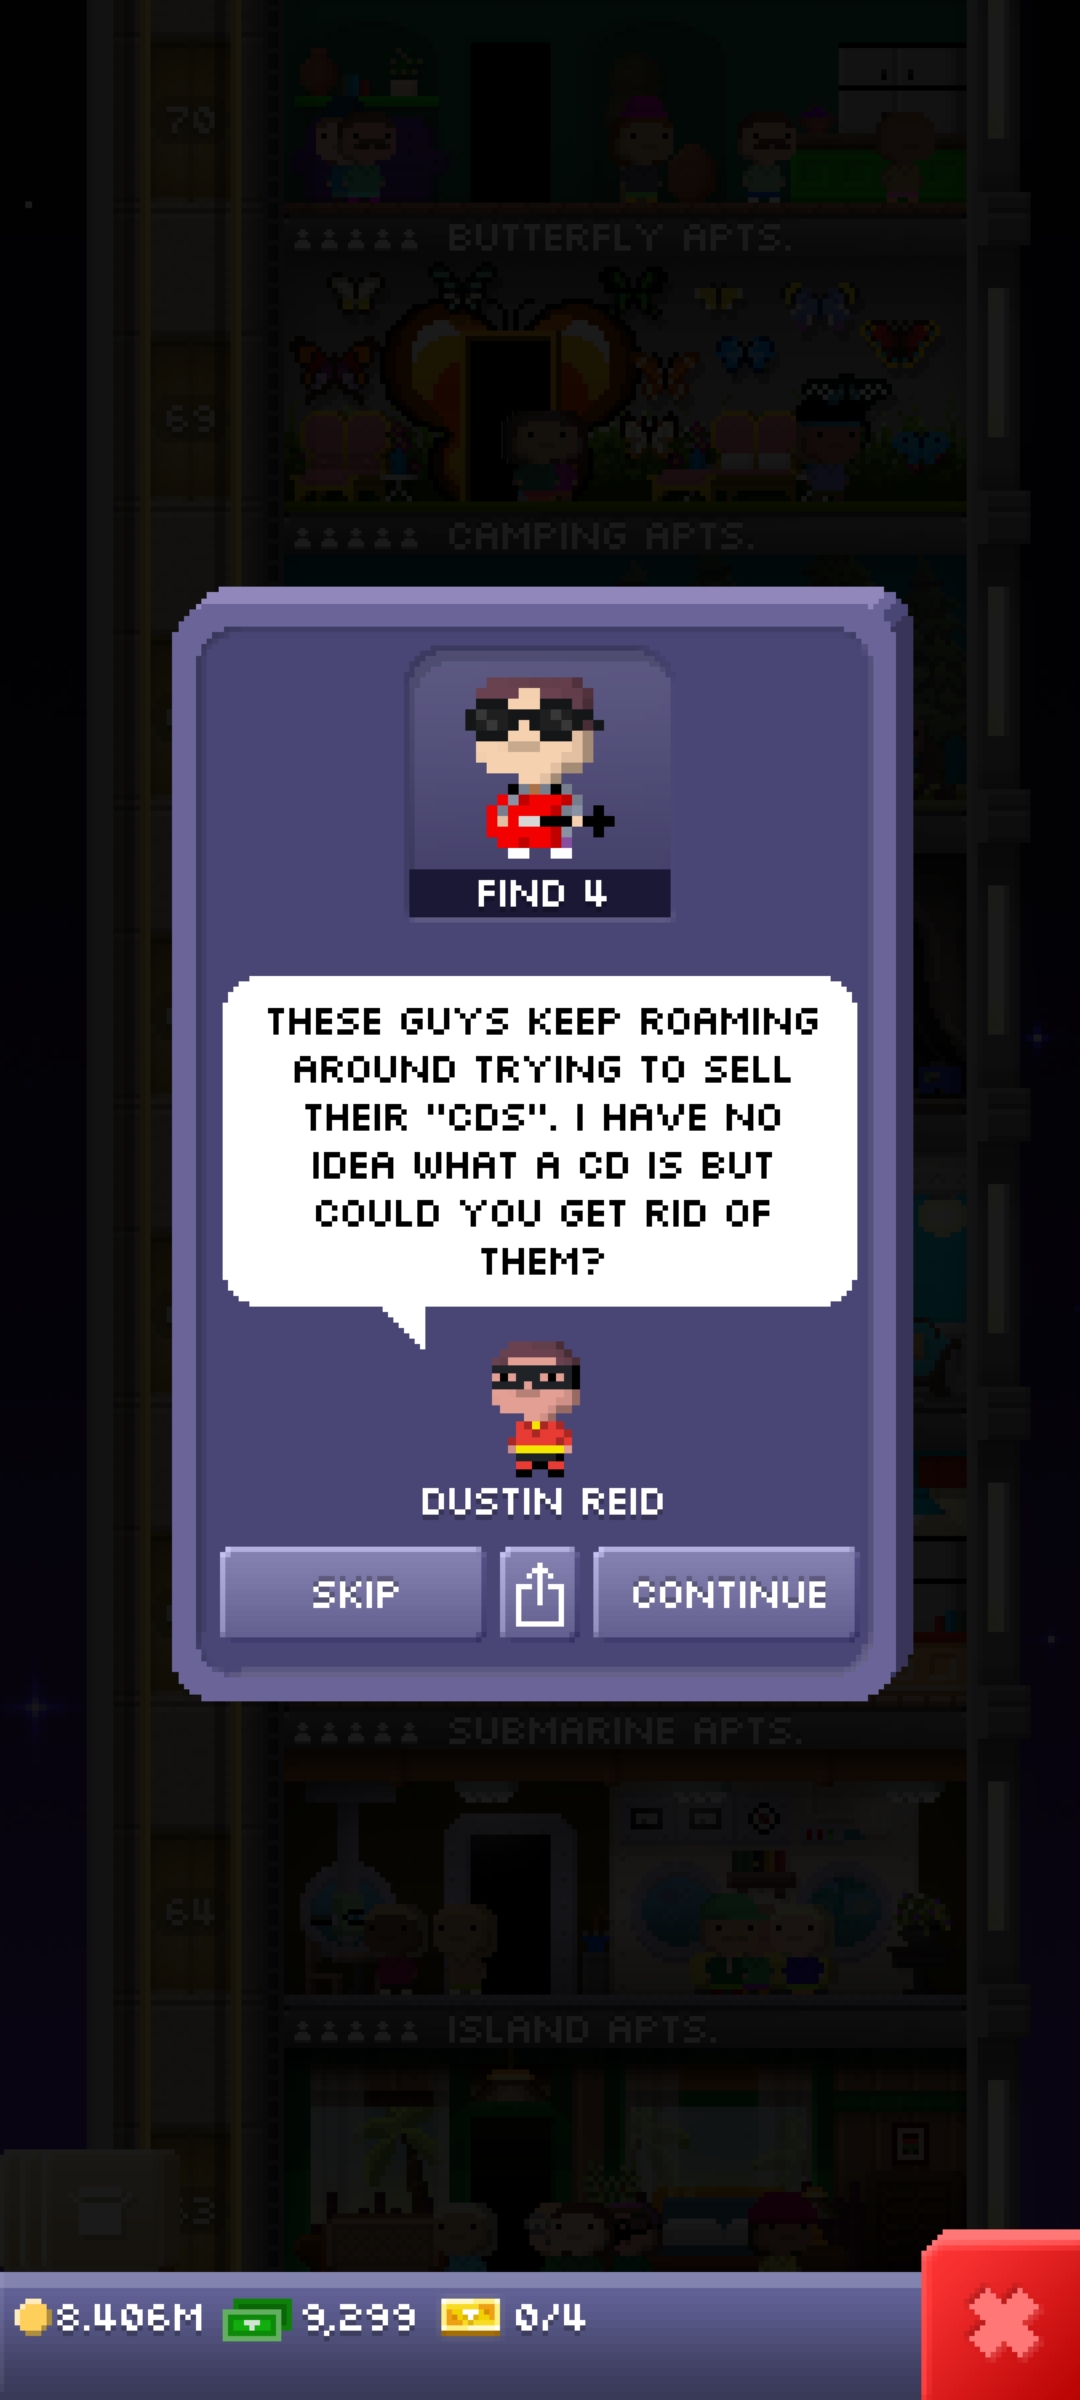 70
BUTTERFLY APTS.
69
CAMPING APTS.
FIND 4
THESE GUYS KEEP ROAMING
AROUND TRYING TO SELL
THEIR "CDS". I HAVE NO
IDEA WHAT A CD IS BUT
COULD YOU GET RID OF
THEM?
DUSTIN REID
SKIP
CONTINUE
SUBMARINE APTS.
64
ISLAND APTS.
8.406M
9,299
0/4